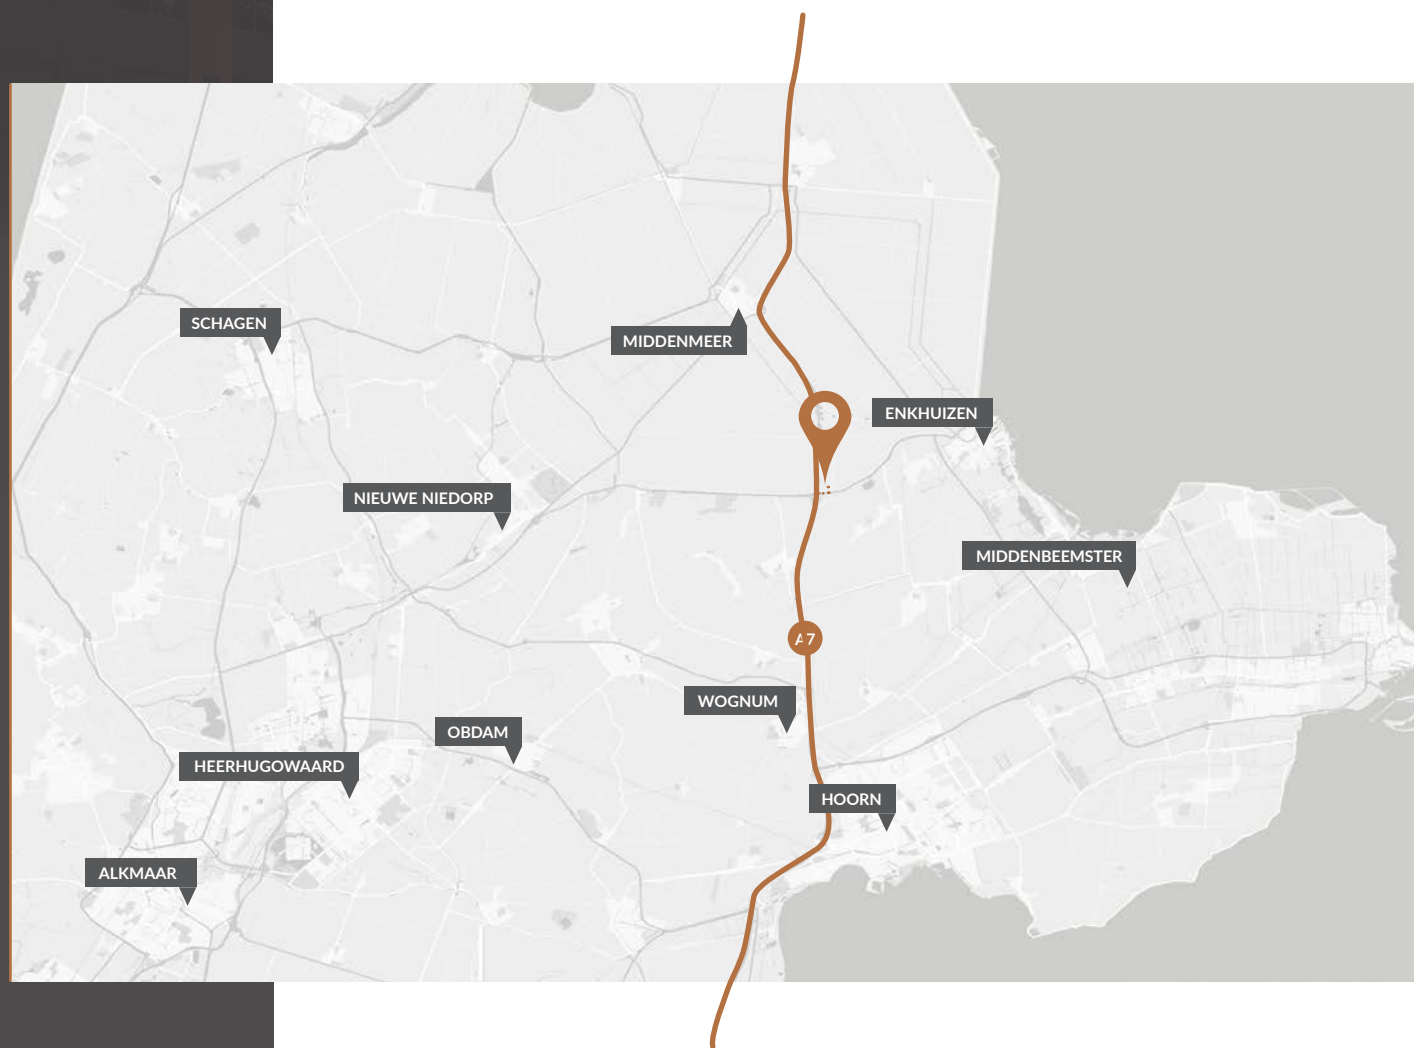 SCHAGEN
MIDDENMEER
ENKHUIZEN
NIEUWE NIEDORP
MIDDENBEEMSTER
A7
WOGNUM
OBDAM
HEERHUGOWAARD
HOORN
ALKMAAR